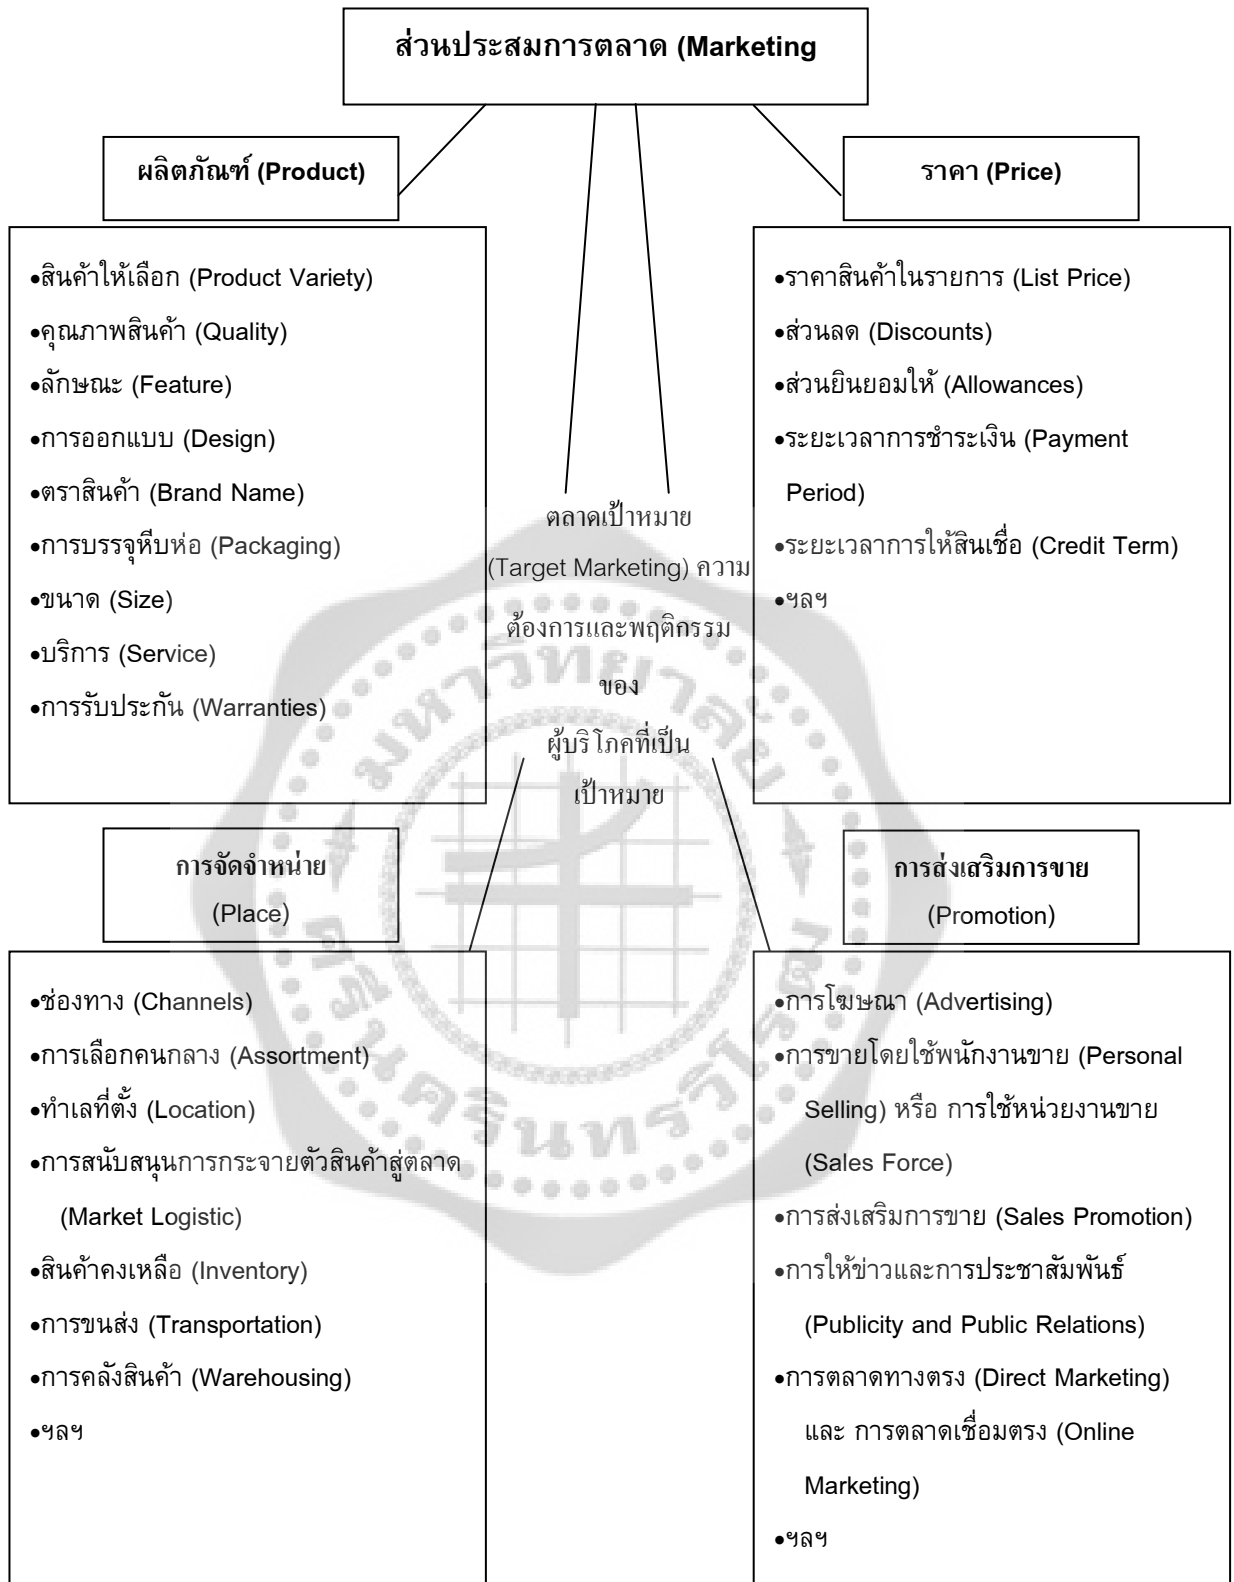 ส่วนประสมการตลาด (Marketing
ผลิตภัณฑ์ (Product)
ราคา (Price)
•สินค้าให้เลือก (Product Variety)
•คุณภาพสินค้า (Quality)
•ลักษณะ (Feature)
•การออกแบบ (Design)
•ตราสินค้า (Brand Name)
•การบรรจุหีบห่อ (Packaging)
•ขนาด (Size)
•บริการ (Service)
•การรับประกัน (Warranties)
•ราคาสินค้าในรายการ (List Price)
•ส่วนลด (Discounts)
•ส่วนยินยอมให้ (Allowances)
•ระยะเวลาการชำระเงิน (Payment
Period)
•ระยะเวลาการให้สินเชื่อ (Credit Term)
•ฯลฯ
ตลาดเป้าหมาย
(Target Marketing) ความ
ต้องการและพฤติกรรม
ของ
ผู้บริโภคที่เป็น
เป้าหมาย
การจัดจำหน่าย
(Place)
การส่งเสริมการขาย
(Promotion)
•ช่องทาง (Channels)
•การเลือกคนกลาง (Assortment)
•ทำเลที่ตั้ง (Location)
•การสนับสนุนการกระจายตัวสินค้าสู่ตลาด
(Market Logistic)
•สินค้าคงเหลือ (Inventory)
•การขนส่ง (Transportation)
•การคลังสินค้า (Warehousing)
•ฯลฯ
•การโฆษณา (Advertising)
•การขายโดยใช้พนักงานขาย (Personal
Selling) หรือ การใช้หน่วยงานขาย
(Sales Force)
•การส่งเสริมการขาย (Sales Promotion)
•การให้ข่าวและการประชาสัมพันธ์
(Publicity and Public Relations)
•การตลาดทางตรง (Direct Marketing)
และ การตลาดเชื่อมตรง (Online
Marketing)
•ฯลฯ
มหาวิทยาลัย
ศรีนครินทรวิโรฒ